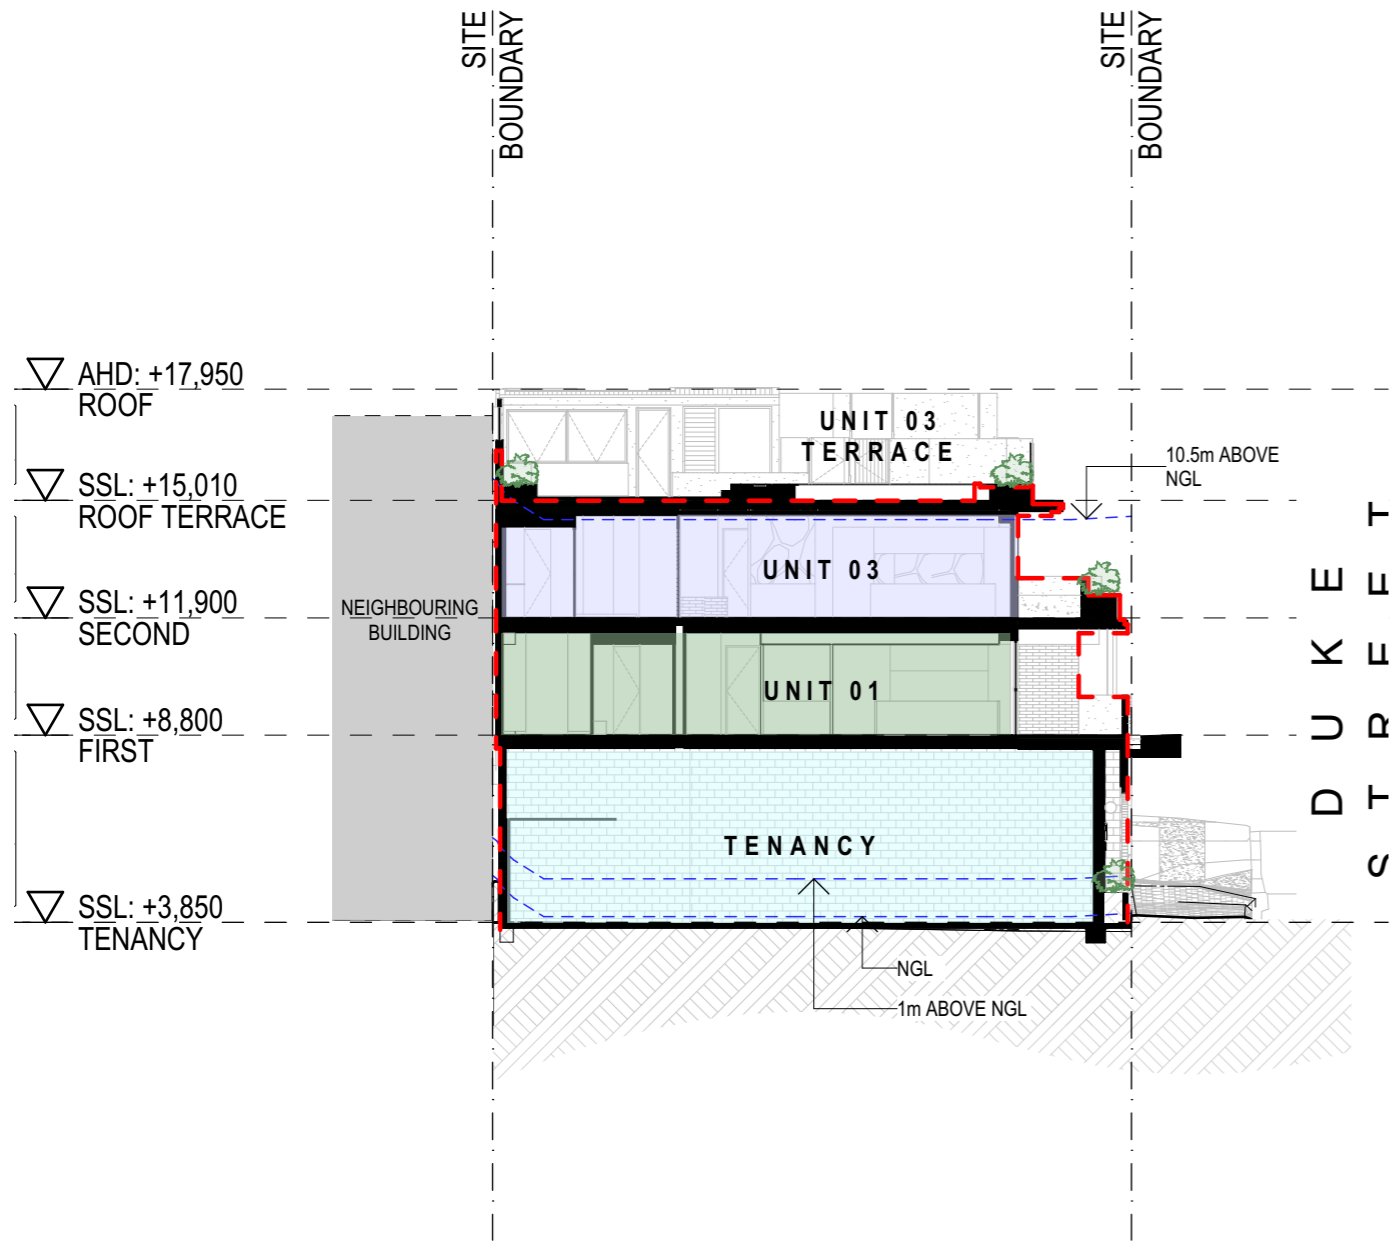 SITE
BOUNDARY
SITE
BOUNDARY
AHD: +17,950
ROOF
UNIT 03
TERRACE
10.5m ABOVE
NGL
SSL: +15,010
ROOF TERRACE
UNIT 03
SSL: +11,900
SECOND
NEIGHBOURING
BUILDING
UNIT 01
SSL: +8,800
FIRST
DUKE
STREET
TENANCY
SSL: +3,850
TENANCY
NGL
1m ABOVE NGL